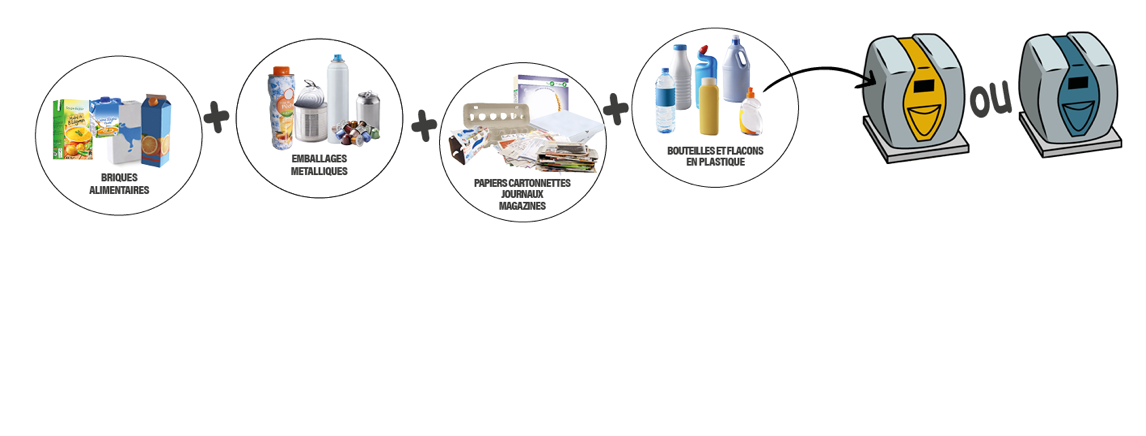 BRIQUES
ALIMENTAIRES
+
EMBALLAGES
METALLIQUES
+
PAPIERS CARTONNETTES
JOURNAUX
MAGAZINES
+
BOUTEILLES ET FLACONS
EN PLASTIQUE
OU